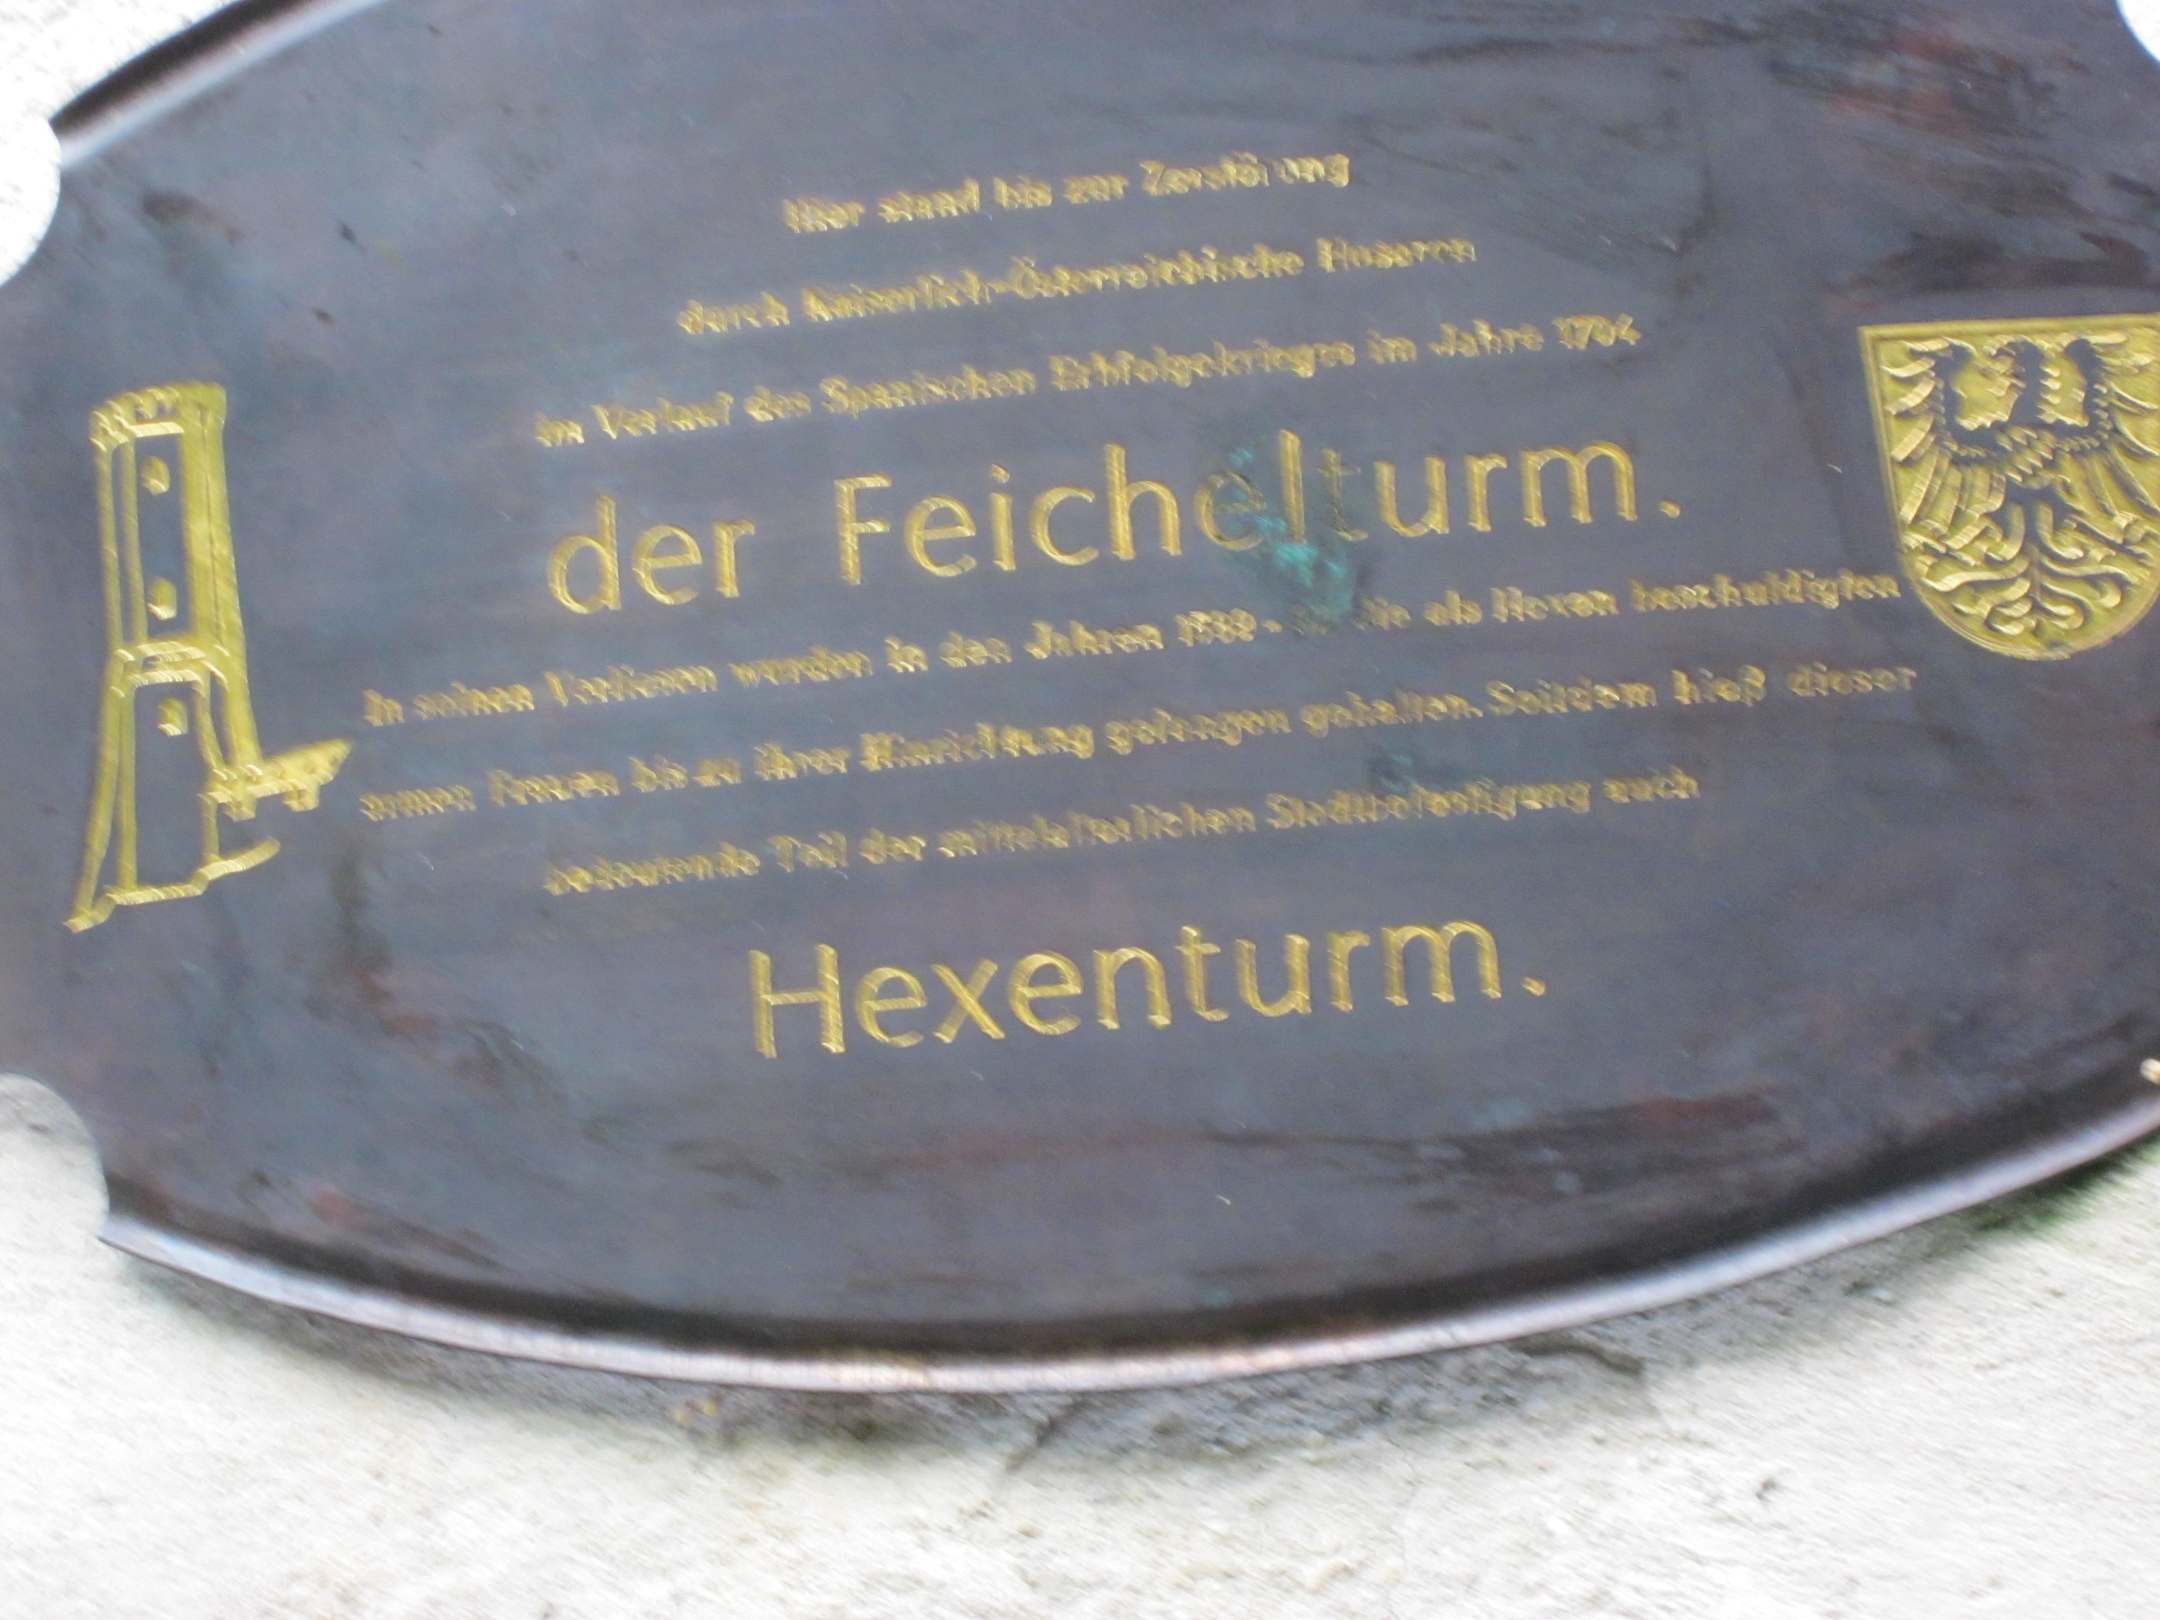 Hier stand bis zur Zerstörung
durch Kaiserlich-Österreichische Husaren
im Verlauf des Spanischen Erbfolgekrieges im Jahre 1704
der Feichelturm.
In seinen Verliesen wurden in den Jahren 1589 - die als Hexen beschuldigten
armen Frauen bis zu ihrer Hinrichtung gefangen gehalten. Seitdem hieß dieser
bedeutende Teil der mittelalterlichen Stadtbefestigung auch
Hexenturm.